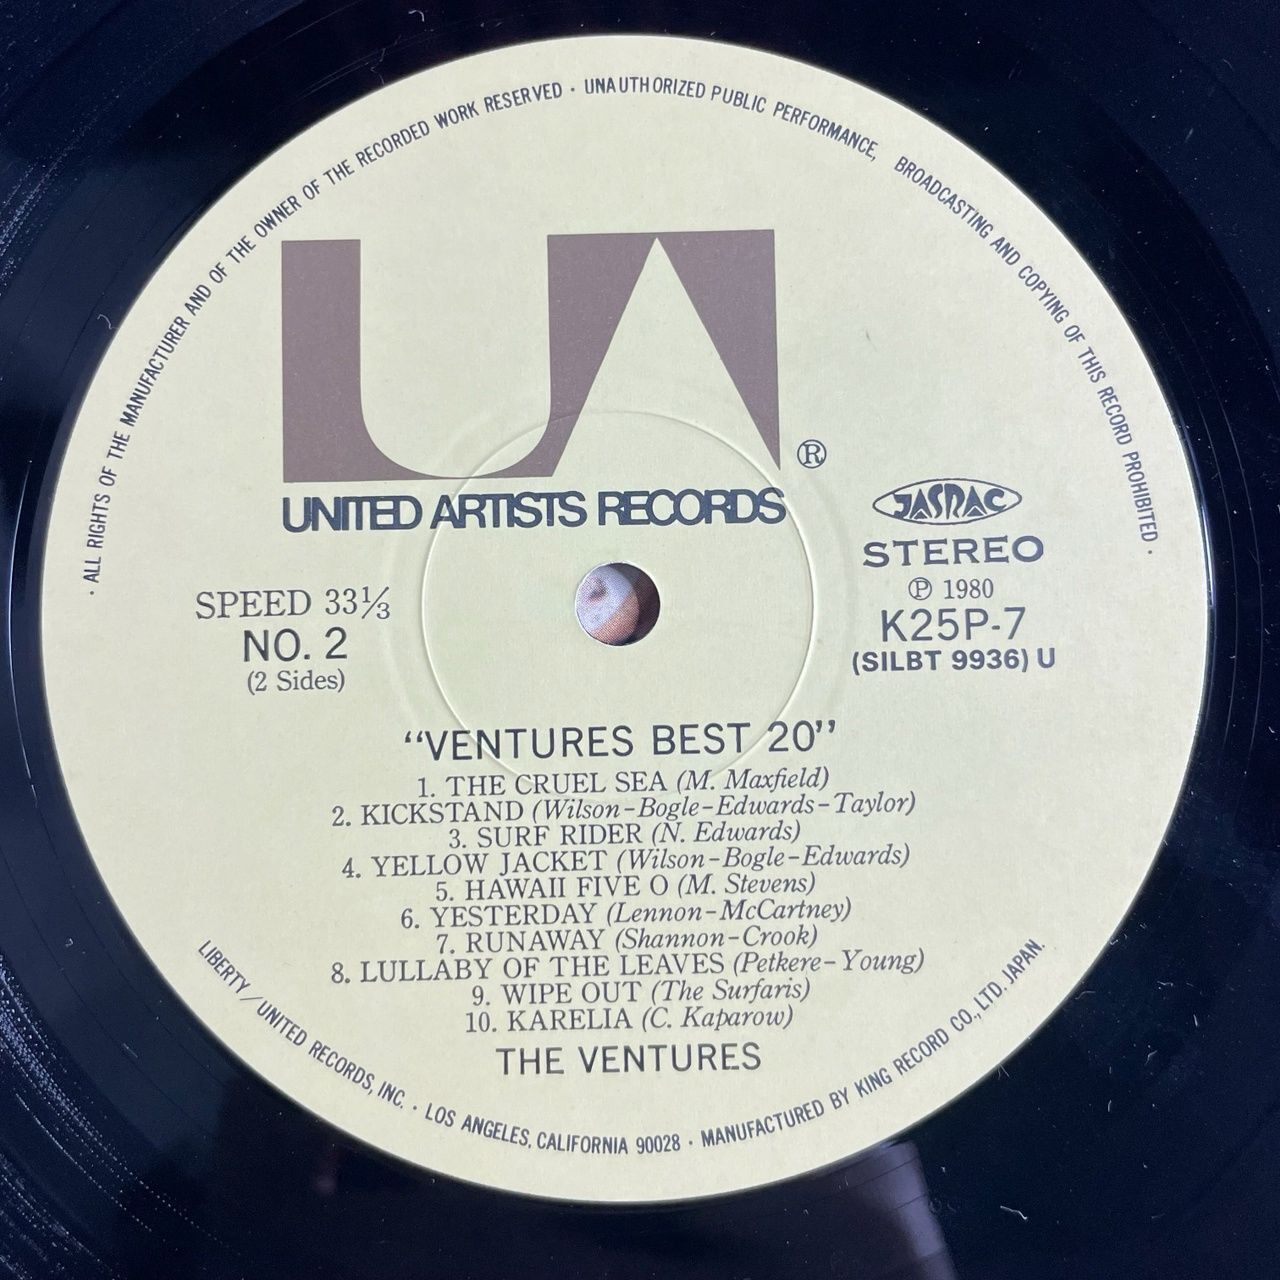 · ALL RIGHTS OF THE MANUFACTURER AND OF THE OWNER OF THE RECORDED WORK RESERVED · UNAUTHORIZED PUBLIC PERFORMANCE, BROADCASTING AND COPYING OF THIS RECORD PROHIBITED ·
UA
®
UNITED ARTISTS RECORDS
JASRAC
STEREO
SPEED 33⅓
℗ 1980
NO. 2
K25P-7
(2 Sides)
(SILBT 9936) U
"VENTURES BEST 20"
1. THE CRUEL SEA (M. Maxfield)
2. KICKSTAND (Wilson-Bogle-Edwards-Taylor)
3. SURF RIDER (N. Edwards)
4. YELLOW JACKET (Wilson-Bogle-Edwards)
5. HAWAII FIVE O (M. Stevens)
6. YESTERDAY (Lennon-McCartney)
7. RUNAWAY (Shannon-Crook)
8. LULLABY OF THE LEAVES (Petkere-Young)
9. WIPE OUT (The Surfaris)
10. KARELIA (C. Kaparow)
THE VENTURES
LIBERTY/UNITED RECORDS, INC. · LOS ANGELES, CALIFORNIA 90028 · MANUFACTURED BY KING RECORD CO., LTD. JAPAN.